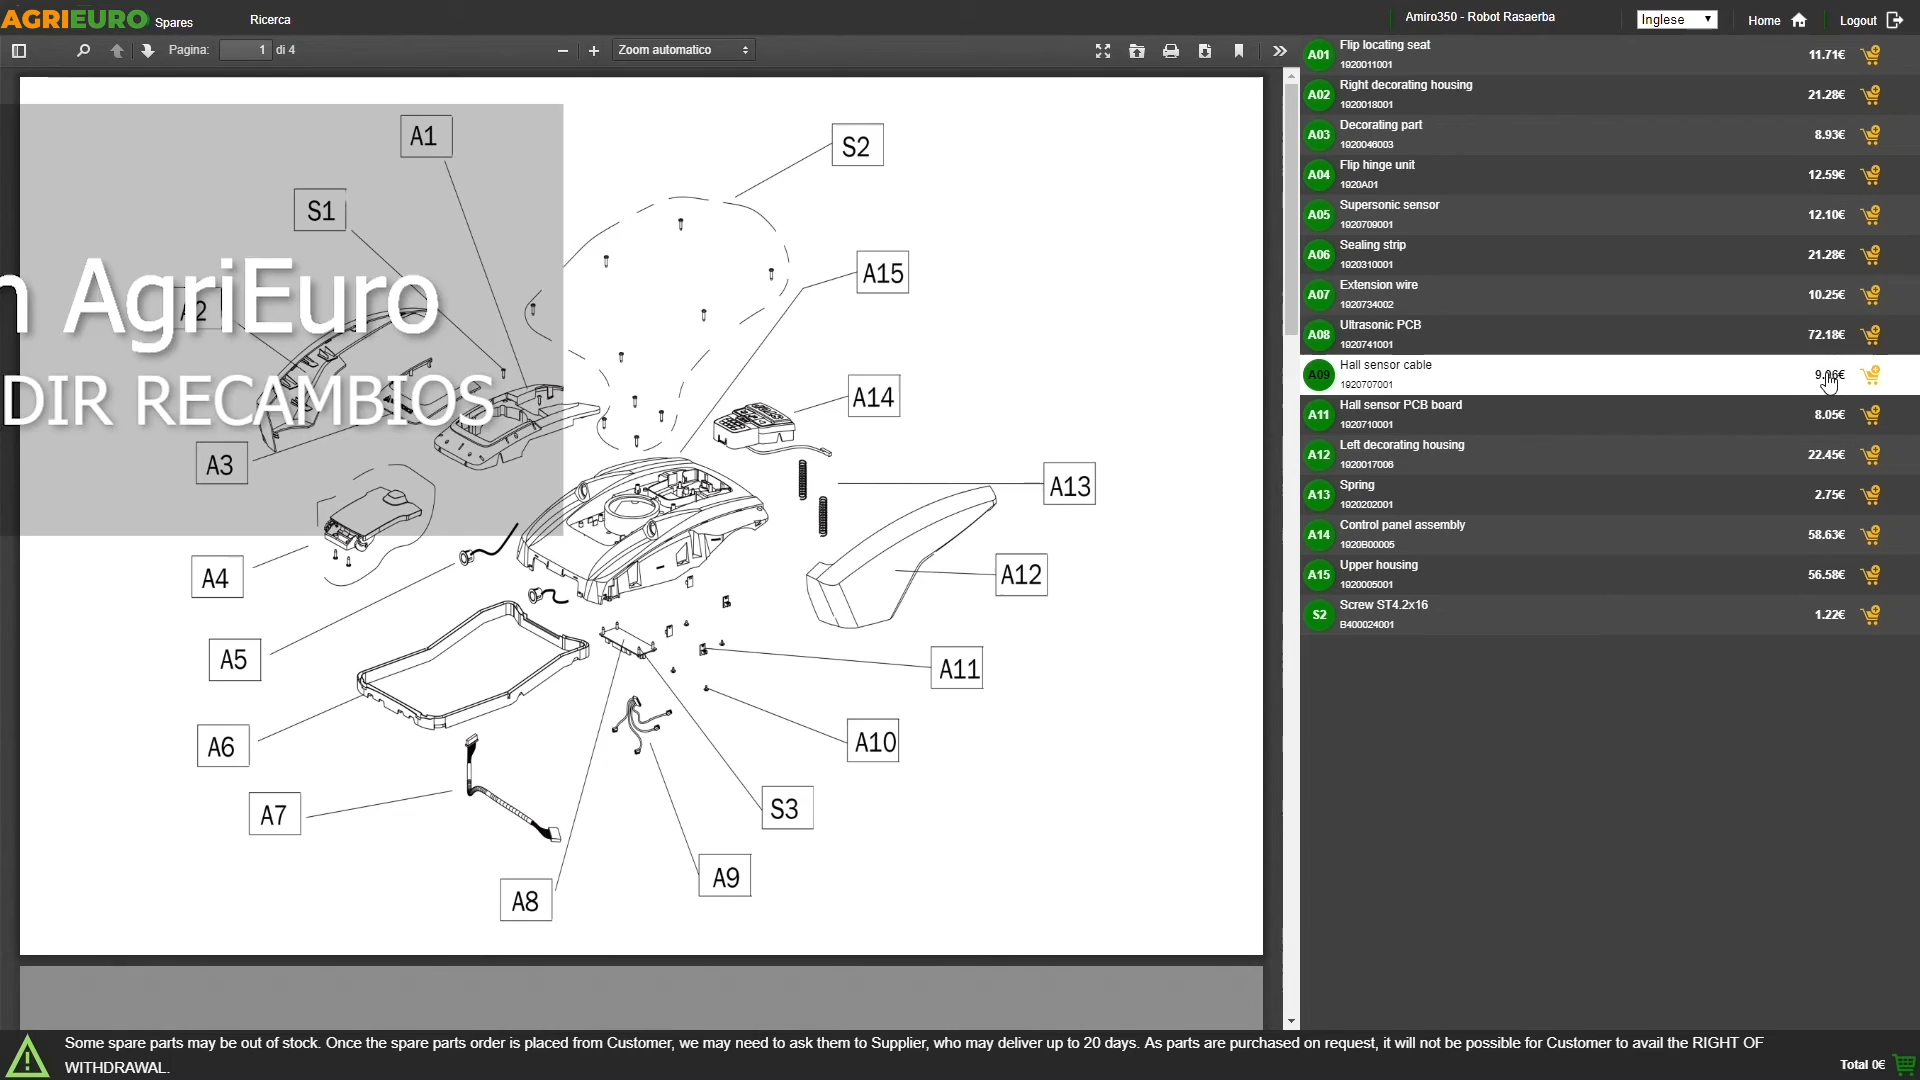 AGRIEURO Spares
Ricerca
Amiro350 - Robot Rasaerba
Inglese
Home
Logout
Pagina:
1
di 4
Zoom automatico
A1
S2
S1
A15
AgriEuro
A2
A14
DIR RECAMBIOS
A3
A13
A4
A12
A5
A11
A6
A10
A7
S3
A9
A8
A01
Flip locating seat
1920011001
11.71€
A02
Right decorating housing
1920018001
21.28€
A03
Decorating part
1920046003
8.93€
A04
Flip hinge unit
1920A01
12.59€
A05
Supersonic sensor
1920709001
12.10€
A06
Sealing strip
1920310001
21.28€
A07
Extension wire
1920734002
10.25€
A08
Ultrasonic PCB
1920741001
72.18€
A09
Hall sensor cable
1920707001
A11
Hall sensor PCB board
1920710001
8.05€
A12
Left decorating housing
1920017006
22.45€
A13
Spring
1920202001
2.75€
A14
Control panel assembly
1920B00005
58.63€
A15
Upper housing
1920005001
56.58€
S2
Screw ST4.2x16
B400024001
1.22€
Some spare parts may be out of stock. Once the spare parts order is placed from Customer, we may need to ask them to Supplier, who may deliver up to 20 days. As parts are purchased on request, it will not be possible for Customer to avail the RIGHT OF
WITHDRAWAL.
Total 0€